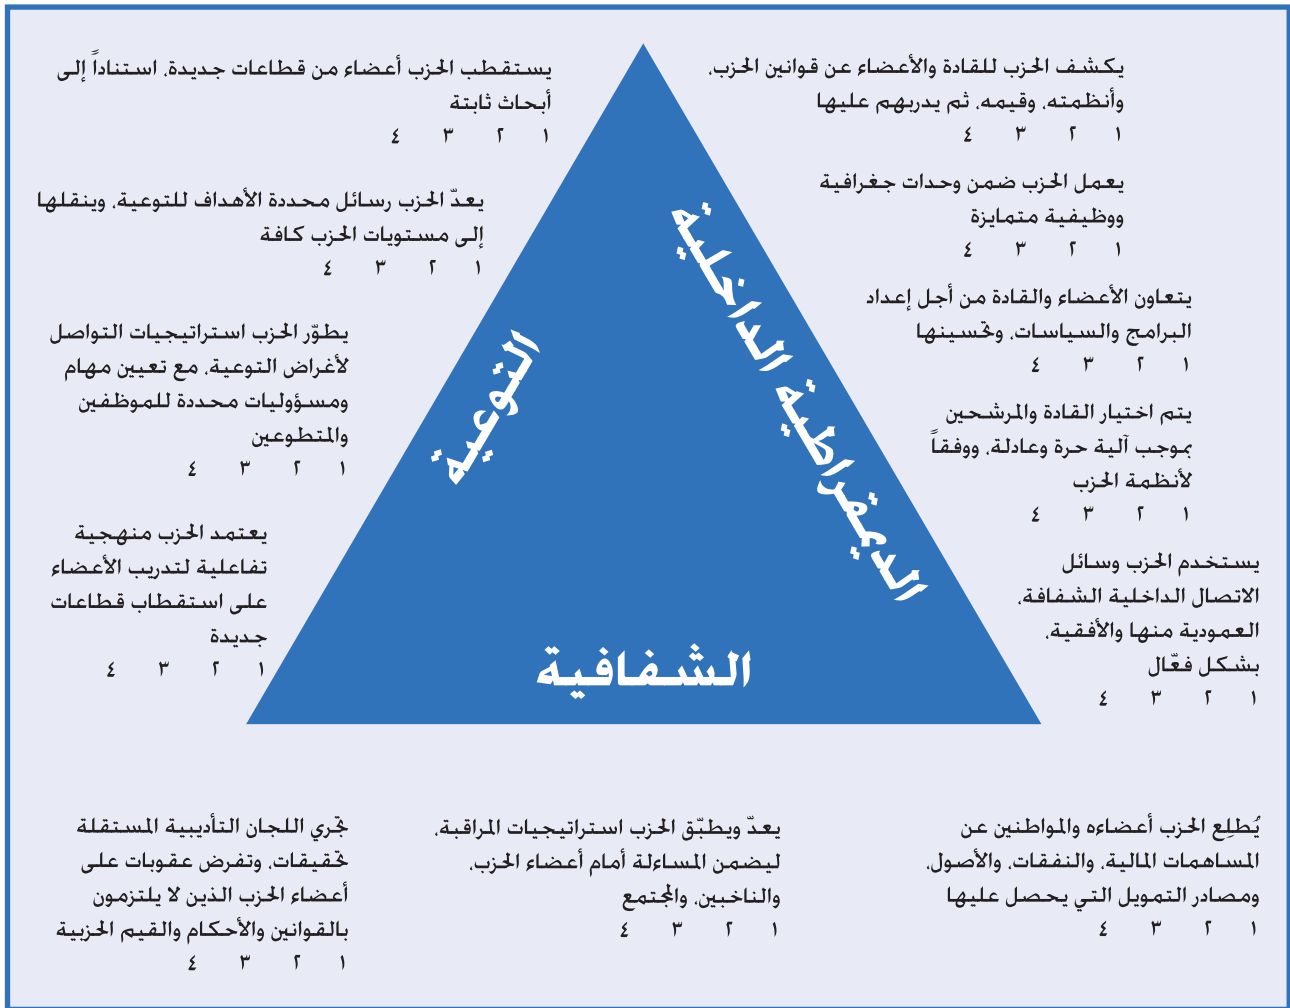 يكشف الحزب للقادة والأعضاء عن قوانين الحزب،
وأنظمته، وقيمه، ثم يدربهم عليها
١ ٢ ٣ ٤
يعمل الحزب ضمن وحدات جغرافية
ووظيفية متمايزة
١ ٢ ٣ ٤
يتعاون الأعضاء والقادة من أجل إعداد
البرامج والسياسات، وتحسينها
١ ٢ ٣ ٤
يتم اختيار القادة والمرشحين
بموجب آلية حرة وعادلة، ووفقاً
لأنظمة الحزب
١ ٢ ٣ ٤
يستخدم الحزب وسائل
الاتصال الداخلية الشفافة،
العمودية منها والأفقية،
بشكل فعّال
١ ٢ ٣ ٤
الديمقراطية الداخلية
يستقطب الحزب أعضاء من قطاعات جديدة، استناداً إلى
أبحاث ثابتة
١ ٢ ٣ ٤
يعدّ الحزب رسائل محددة الأهداف للتوعية، وينقلها
إلى مستويات الحزب كافة
١ ٢ ٣ ٤
يطوّر الحزب استراتيجيات التواصل
لأغراض التوعية، مع تعيين مهام
ومسؤوليات محددة للموظفين
والمتطوعين
١ ٢ ٣ ٤
يعتمد الحزب منهجية
تفاعلية لتدريب الأعضاء
على استقطاب قطاعات
جديدة
١ ٢ ٣ ٤
التوعية
الشفافية
يُطلِع الحزب أعضاءه والمواطنين عن
المساهمات المالية، والنفقات، والأصول،
ومصادر التمويل التي يحصل عليها
١ ٢ ٣ ٤
يعدّ ويطبّق الحزب استراتيجيات المراقبة،
ليضمن المساءلة أمام أعضاء الحزب،
والناخبين، والمجتمع
١ ٢ ٣ ٤
تجري اللجان التأديبية المستقلة
تحقيقات، وتفرض عقوبات على
أعضاء الحزب الذين لا يلتزمون
بالقوانين والأحكام والقيم الحزبية
١ ٢ ٣ ٤